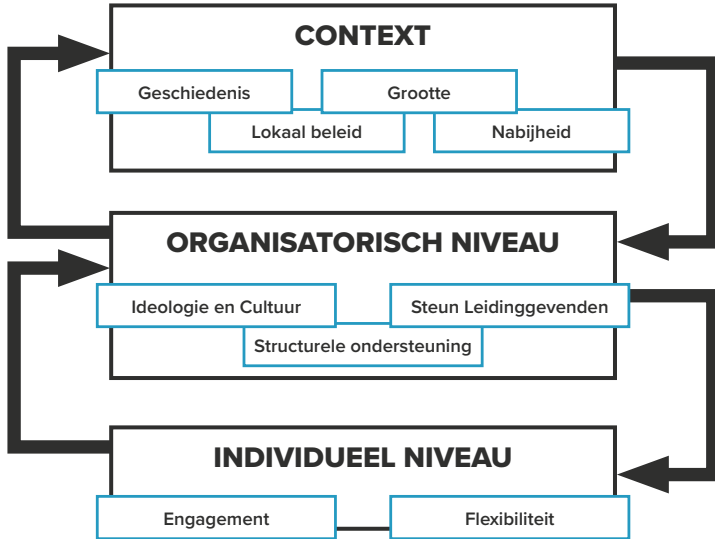 CONTEXT
Geschiedenis
Grootte
Lokaal beleid
Nabijheid
ORGANISATORISCH NIVEAU
Ideologie en Cultuur
Steun Leidinggevenden
Structurele ondersteuning
INDIVIDUEEL NIVEAU
Engagement
Flexibiliteit